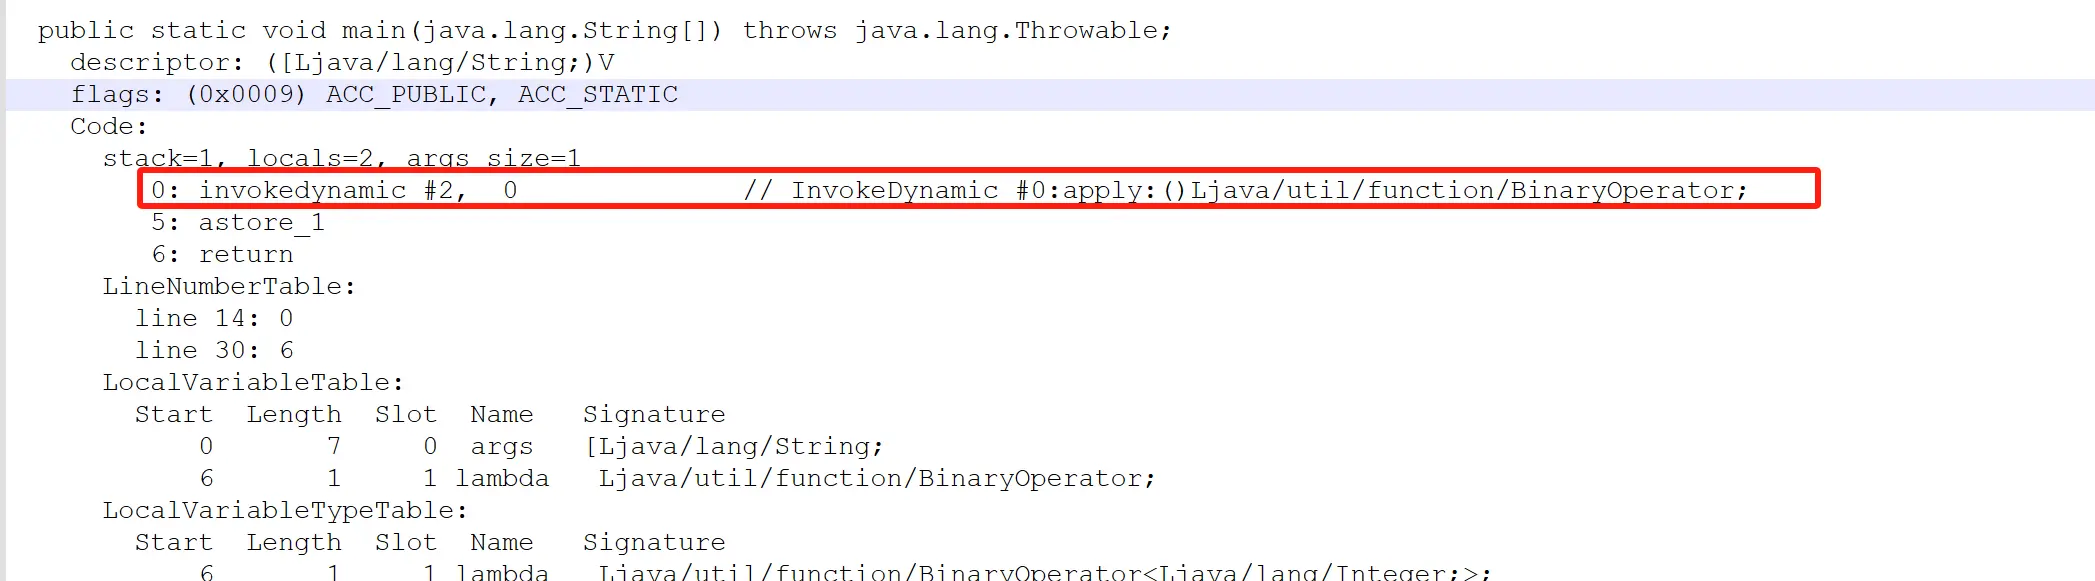 public static void main(java.lang.String[]) throws java.lang.Throwable;
descriptor: ([Ljava/lang/String;)V
flags: (0x0009) ACC_PUBLIC, ACC_STATIC
Code:
stack=1, locals=2, args_size=1
0: invokedynamic #2,  0              // InvokeDynamic #0:apply:()Ljava/util/function/BinaryOperator;
5: astore_1
6: return
LineNumberTable:
line 14: 0
line 30: 6
LocalVariableTable:
Start  Length  Slot  Name   Signature
0       7     0  args   [Ljava/lang/String;
6       1     1 lambda   Ljava/util/function/BinaryOperator;
LocalVariableTypeTable:
Start  Length  Slot  Name   Signature
6       1     1 lambda   Ljava/util/function/BinaryOperator<Ljava/lang/Integer;>;